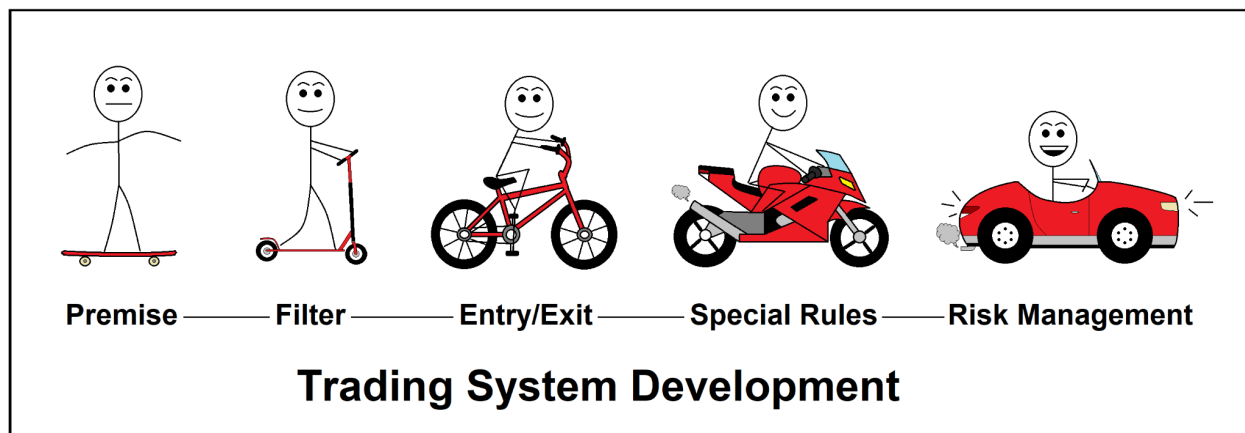 Premise Filter Entry/Exit Special Rules Risk Management
Trading System Development